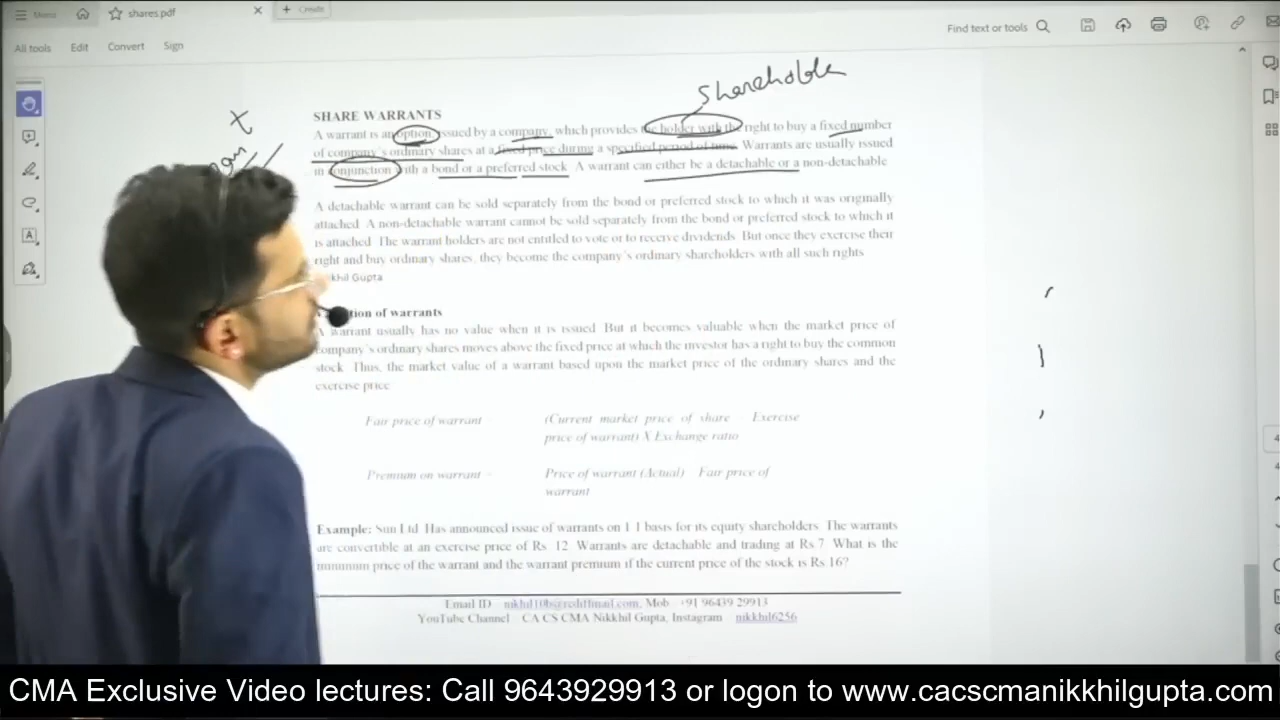 Menu shares.pdf × + Create
All tools Edit Convert Sign Find text or tools
Shareholder
SHARE WARRANTS
A warrant is an option issued by a company, which provides the holder with the right to buy a fixed number
of company's ordinary shares at a fixed price during a specified period of time. Warrants are usually issued
in conjunction with a bond or a preferred stock. A warrant can either be a detachable or a non-detachable
A detachable warrant can be sold separately from the bond or preferred stock to which it was originally
attached. A non-detachable warrant cannot be sold separately from the bond or preferred stock to which it
is attached. The warrant holders are not entitled to vote or to receive dividends. But once they exercise their
right and buy ordinary shares, they become the company's ordinary shareholders with all such rights
khil Gupta
tion of warrants
A warrant usually has no value when it is issued. But it becomes valuable when the market price of
company's ordinary shares moves above the fixed price at which the investor has a right to buy the common
stock. Thus, the market value of a warrant based upon the market price of the ordinary shares and the
exercise price
Fair price of warrant = (Current market price of share - Exercise
price of warrant) X Exchange ratio
Premium on warrant = Price of warrant (Actual) - Fair price of
warrant
Example: Sun Ltd. Has announced issue of warrants on 1:1 basis for its equity shareholders. The warrants
are convertible at an exercise price of Rs. 12. Warrants are detachable and trading at Rs 7. What is the
minimum price of the warrant and the warrant premium if the current price of the stock is Rs 16?
Email ID nikhil10b@rediffmail.com, Mob +91 96439 29913
YouTube Channel CA CS CMA Nikkhil Gupta, Instagram nikkhil6256
CMA Exclusive Video lectures: Call 9643929913 or logon to www.cacscmanikkhilgupta.com